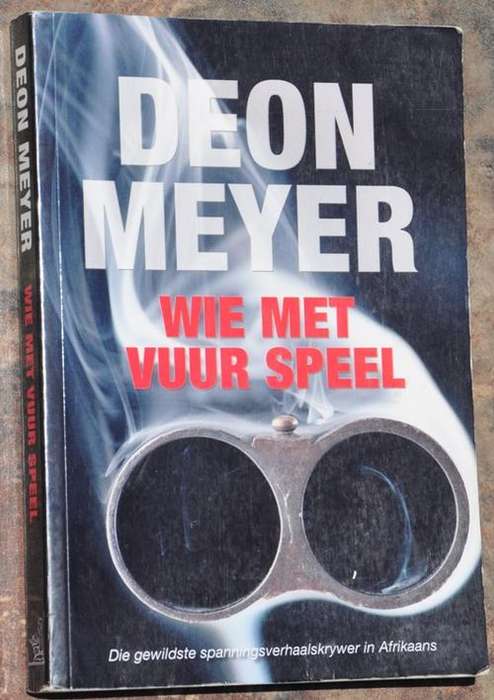 DEON
MEYER
WIE MET
VUUR SPEEL
Die gewildste spanningsverhaalskrywer in Afrikaans
DEON MEYER WIE MET VUUR SPEEL